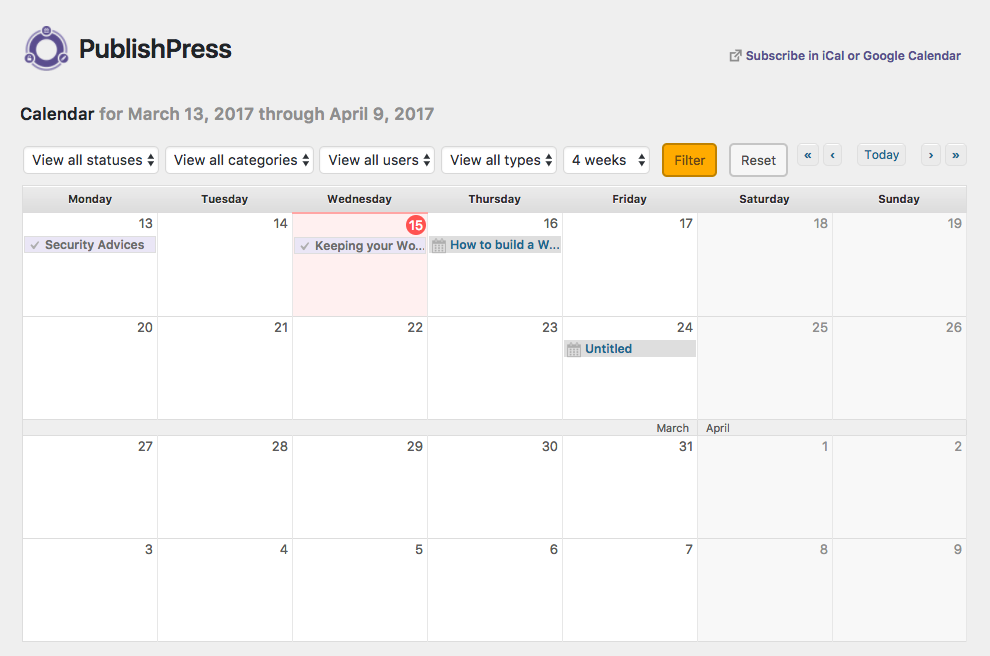 PublishPress
Subscribe in iCal or Google Calendar
Calendar for March 13, 2017 through April 9, 2017
View all statuses View all categories View all users View all types 4 weeks Filter Reset « ‹ Today › »
Monday Tuesday Wednesday Thursday Friday Saturday Sunday
13 14 15 16 17 18 19
Security Advices Keeping your Wo... How to build a W...
20 21 22 23 24 25 26
Untitled
March April
27 28 29 30 31 1 2
3 4 5 6 7 8 9